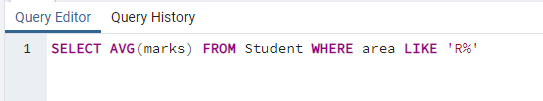 Query Editor Query History
1 SELECT AVG(marks) FROM Student WHERE area LIKE 'R%'